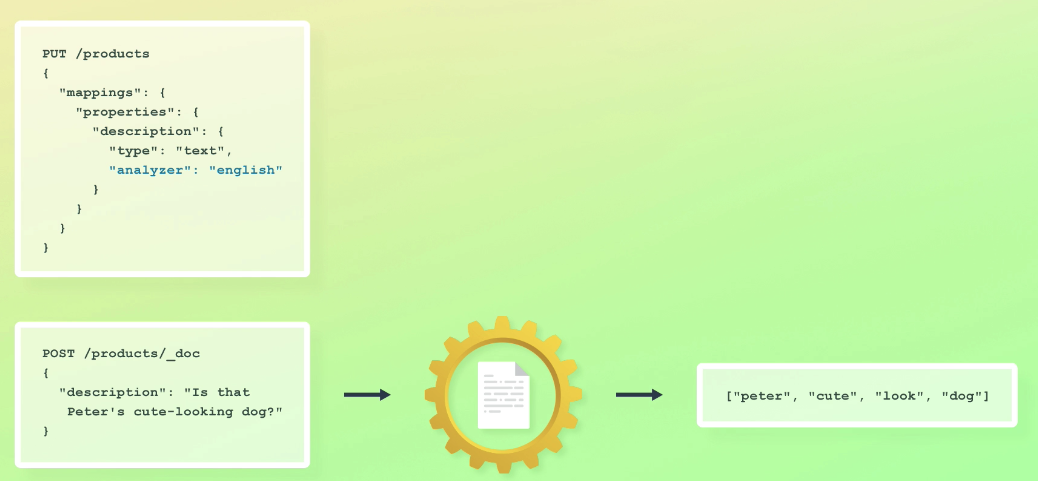 PUT /products
{
  "mappings": {
    "properties": {
      "description": {
        "type": "text",
        "analyzer": "english"
      }
    }
  }
}
POST /products/_doc
{
  "description": "Is that
   Peter's cute-looking dog?"
}
["peter", "cute", "look", "dog"]